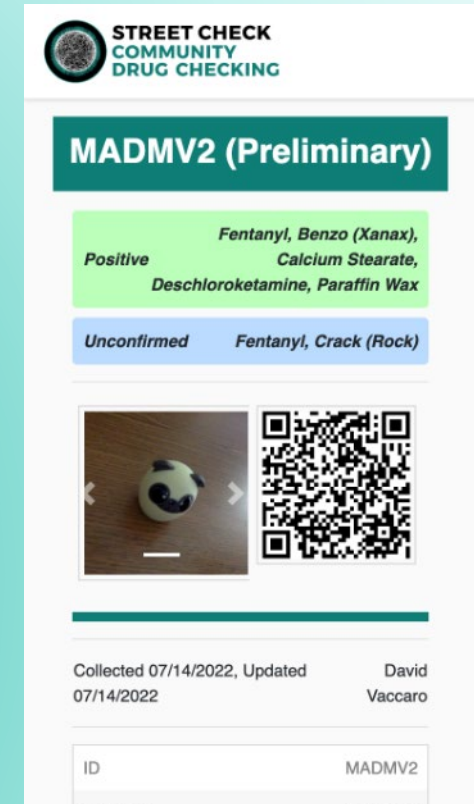 STREET CHECK
COMMUNITY
DRUG CHECKING
MADMV2 (Preliminary)
Positive Fentanyl, Benzo (Xanax),
Calcium Stearate,
Deschloroketamine, Paraffin Wax
Unconfirmed Fentanyl, Crack (Rock)
Collected 07/14/2022, Updated David
07/14/2022 Vaccaro
ID MADMV2